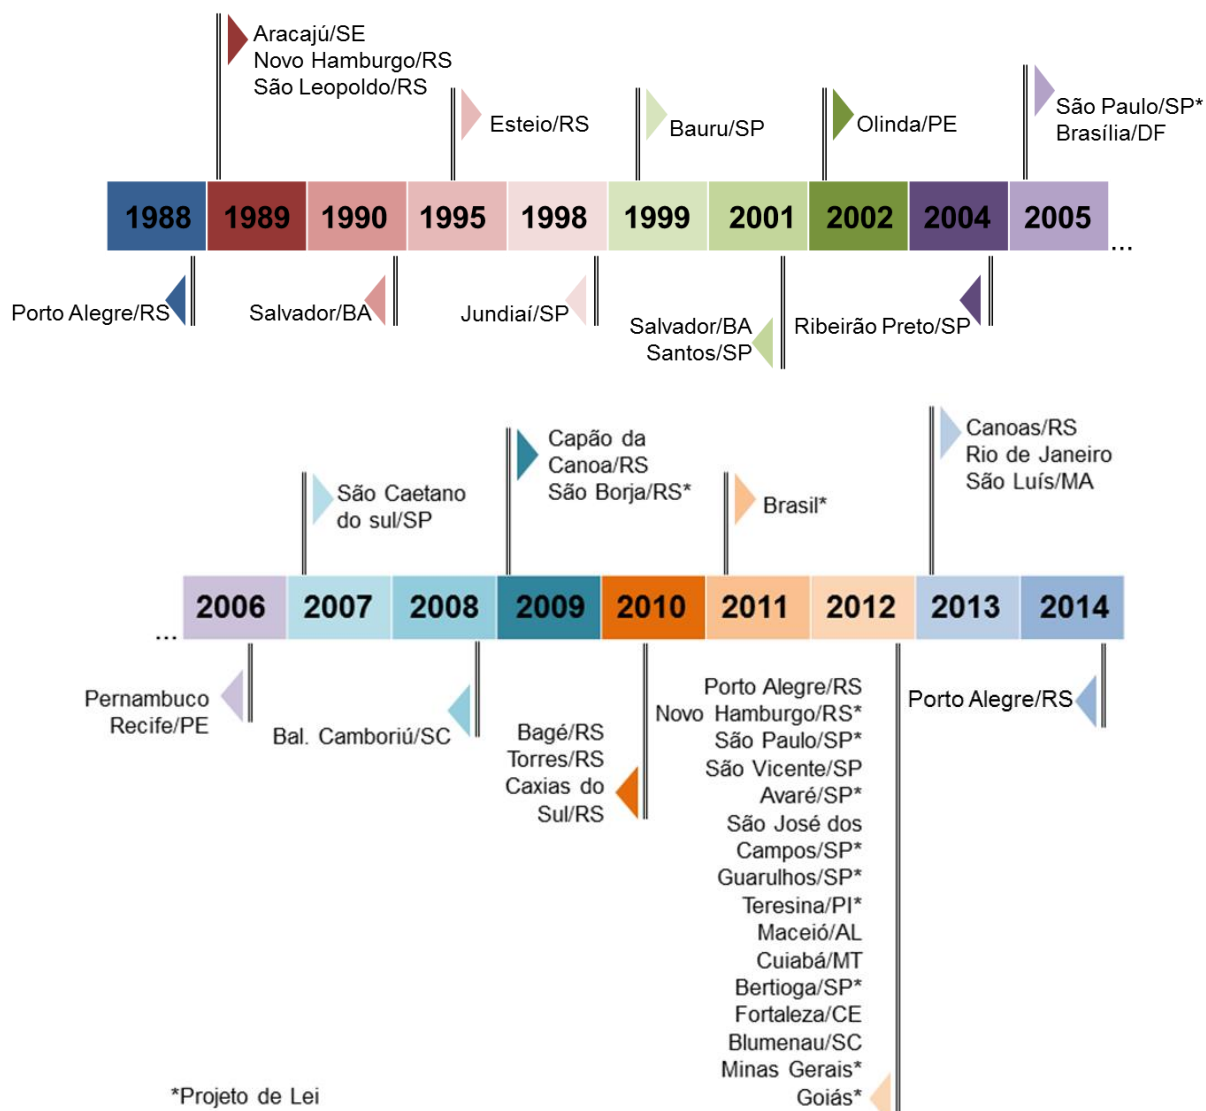 Aracajú/SE
Novo Hamburgo/RS
São Leopoldo/RS
Esteio/RS
Bauru/SP
Olinda/PE
São Paulo/SP*
Brasília/DF
1988 1989 1990 1995 1998 1999 2001 2002 2004 2005 ...
Porto Alegre/RS
Salvador/BA
Jundiaí/SP
Salvador/BA
Santos/SP
Ribeirão Preto/SP
São Caetano
do sul/SP
Capão da
Canoa/RS
São Borja/RS*
Brasil*
Canoas/RS
Rio de Janeiro
São Luís/MA
... 2006 2007 2008 2009 2010 2011 2012 2013 2014
Pernambuco
Recife/PE
Bal. Camboriú/SC
Bagé/RS
Torres/RS
Caxias do
Sul/RS
Porto Alegre/RS
Novo Hamburgo/RS*
São Paulo/SP*
São Vicente/SP
Avaré/SP*
São José dos
Campos/SP*
Guarulhos/SP*
Teresina/PI*
Maceió/AL
Cuiabá/MT
Bertioga/SP*
Fortaleza/CE
Blumenau/SC
Minas Gerais*
Goiás*
Porto Alegre/RS
*Projeto de Lei